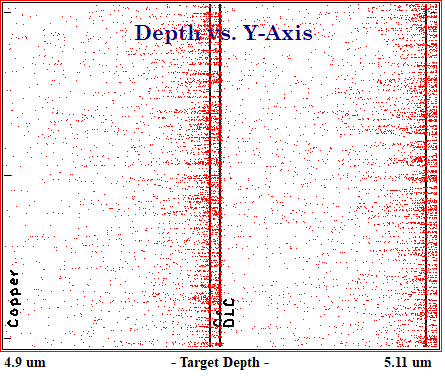 Depth vs. Y-Axis
Copper
C
DLC
4.9 um - Target Depth - 5.11 um